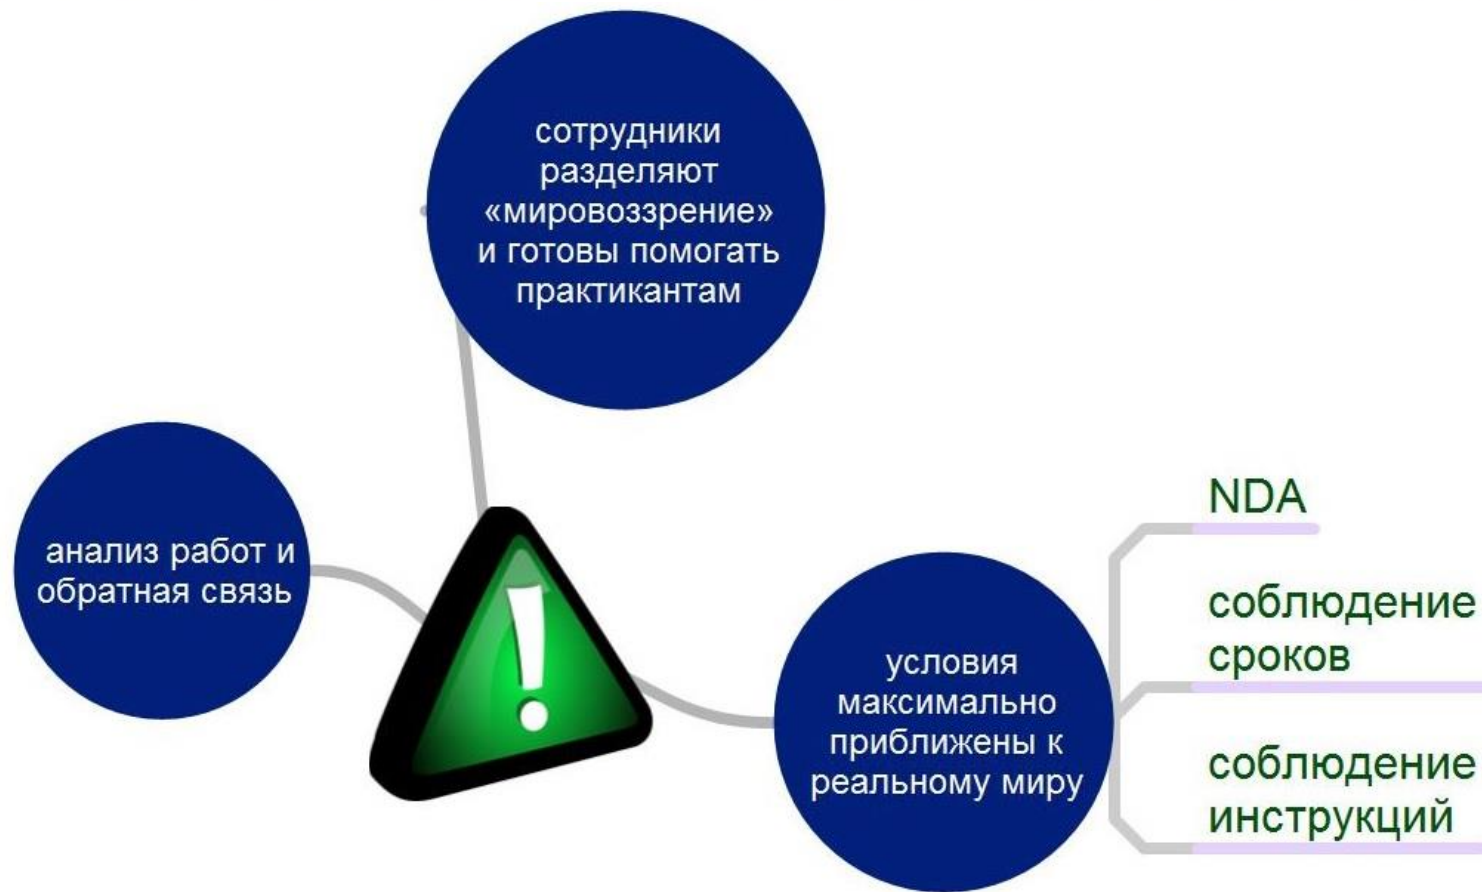 сотрудники
разделяют
«мировоззрение»
и готовы помогать
практикантам
анализ работ и
обратная связь
условия
максимально
приближены к
реальному миру
NDA
соблюдение
сроков
соблюдение
инструкций